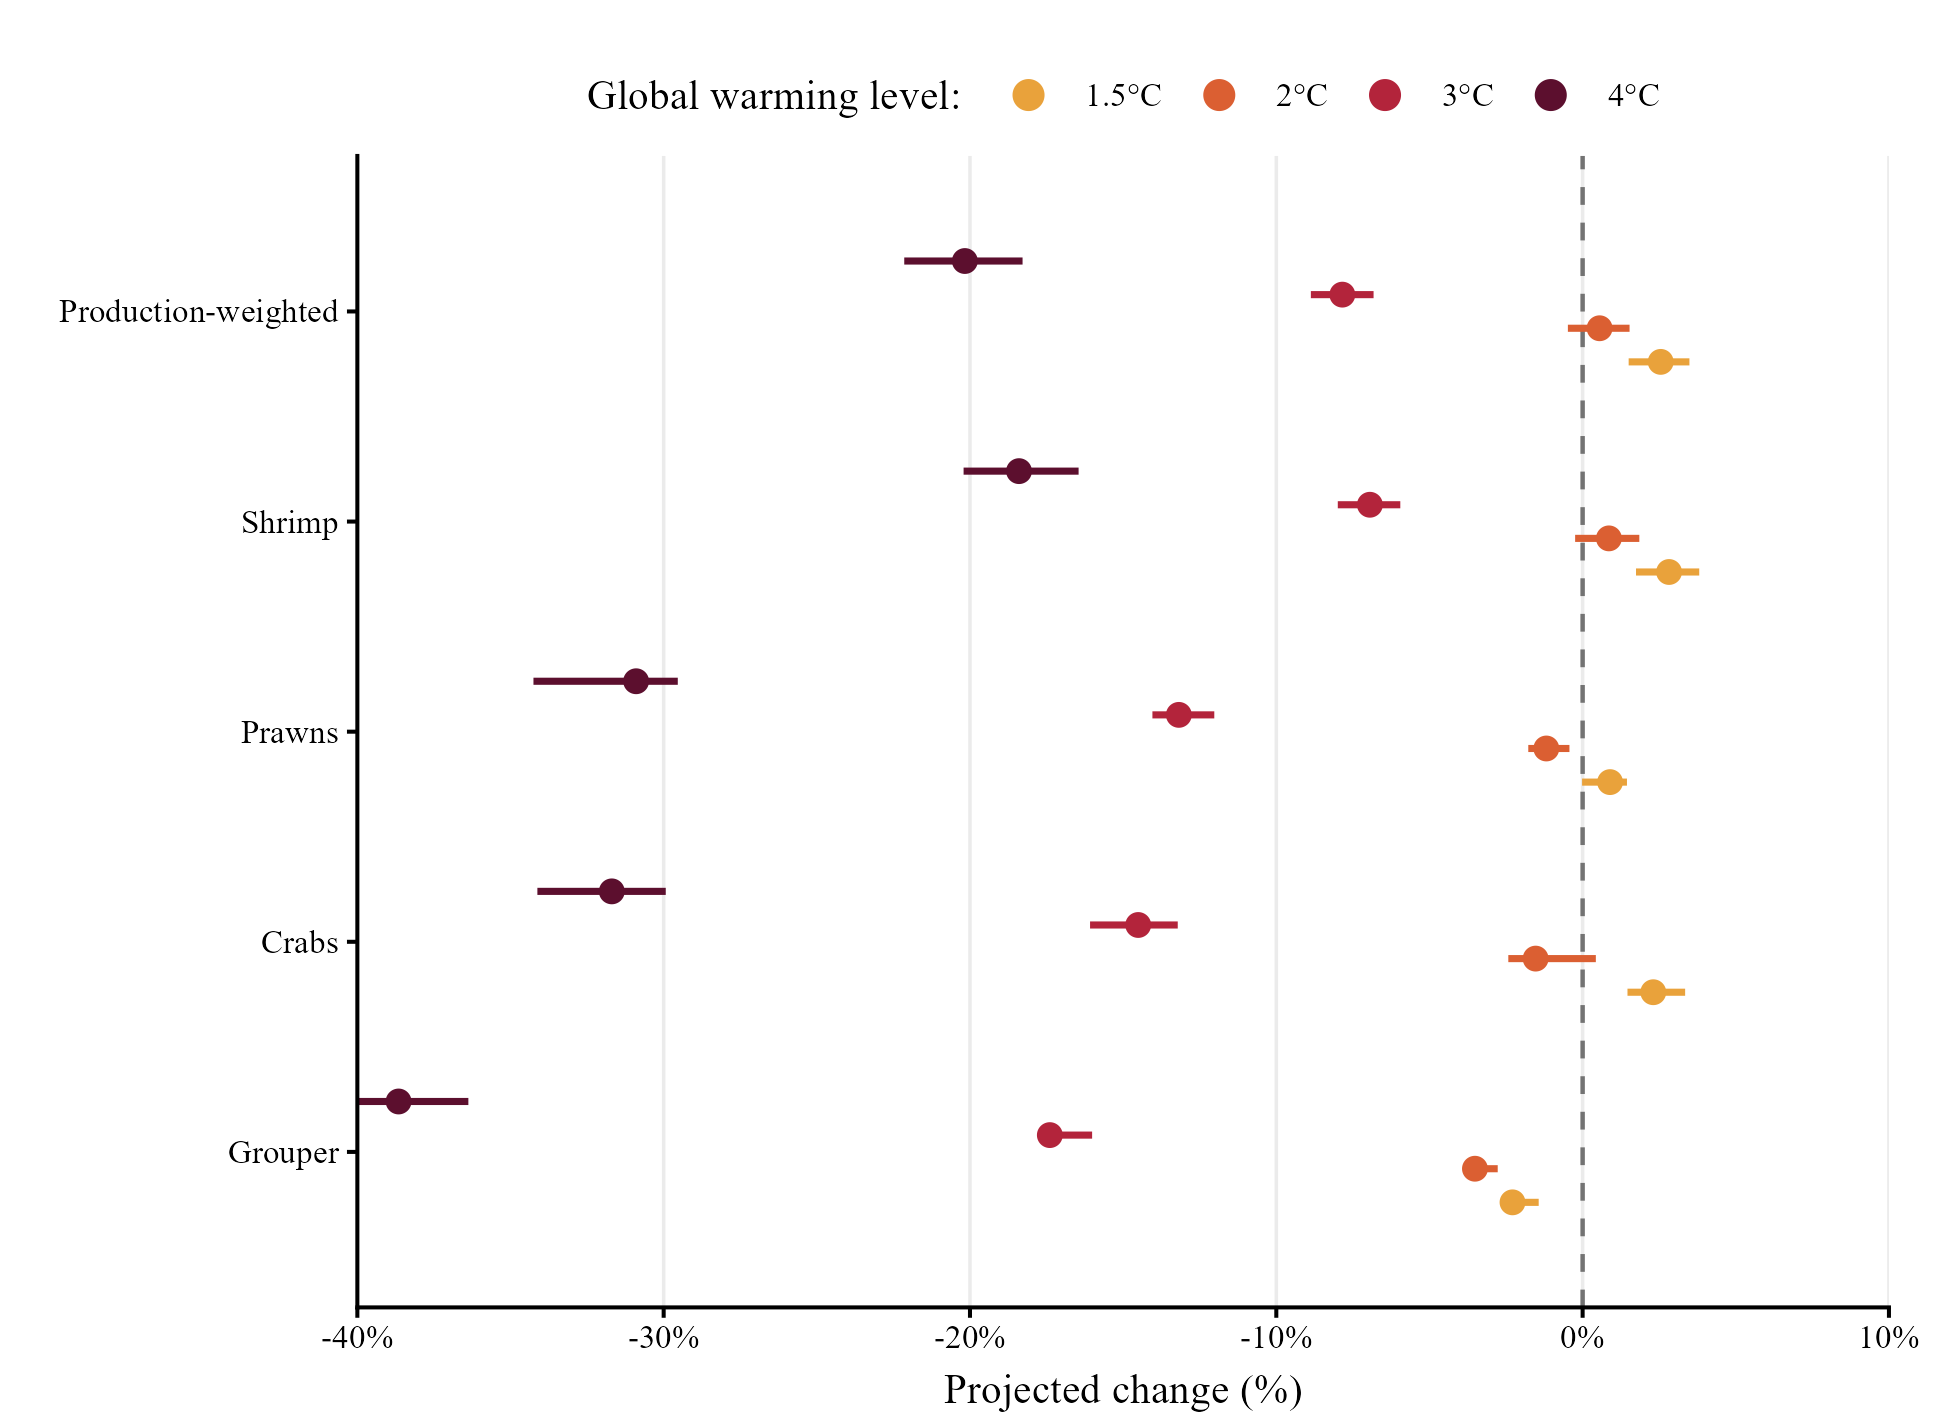 Global warming level: 1.5°C 2°C 3°C 4°C
Production-weighted
Shrimp
Prawns
Crabs
Grouper
-40% -30% -20% -10% 0% 10%
Projected change (%)